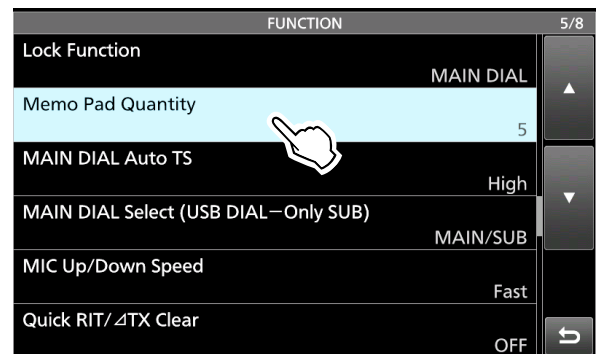 FUNCTION 5/8
Lock Function
MAIN DIAL
Memo Pad Quantity
5
MAIN DIAL Auto TS
High
MAIN DIAL Select (USB DIAL−Only SUB)
MAIN/SUB
MIC Up/Down Speed
Fast
Quick RIT/⊿TX Clear
OFF